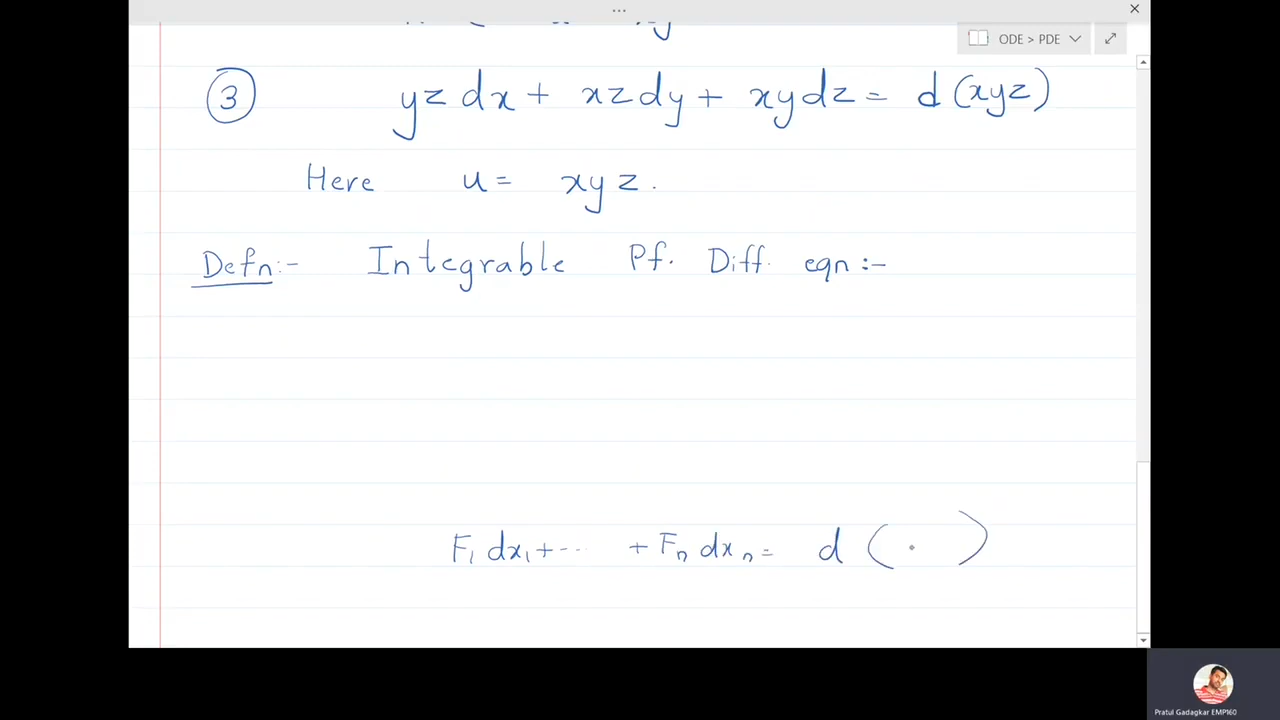 ODE > PDE
③ yz dx + xz dy + xy dz = d (xyz)
Here u = xyz.
Defn:- Integrable Pf. Diff. eqn :-
F₁ dx₁ + ... + Fₙ dxₙ = d ( )
Pratul Gadagkar EMP160